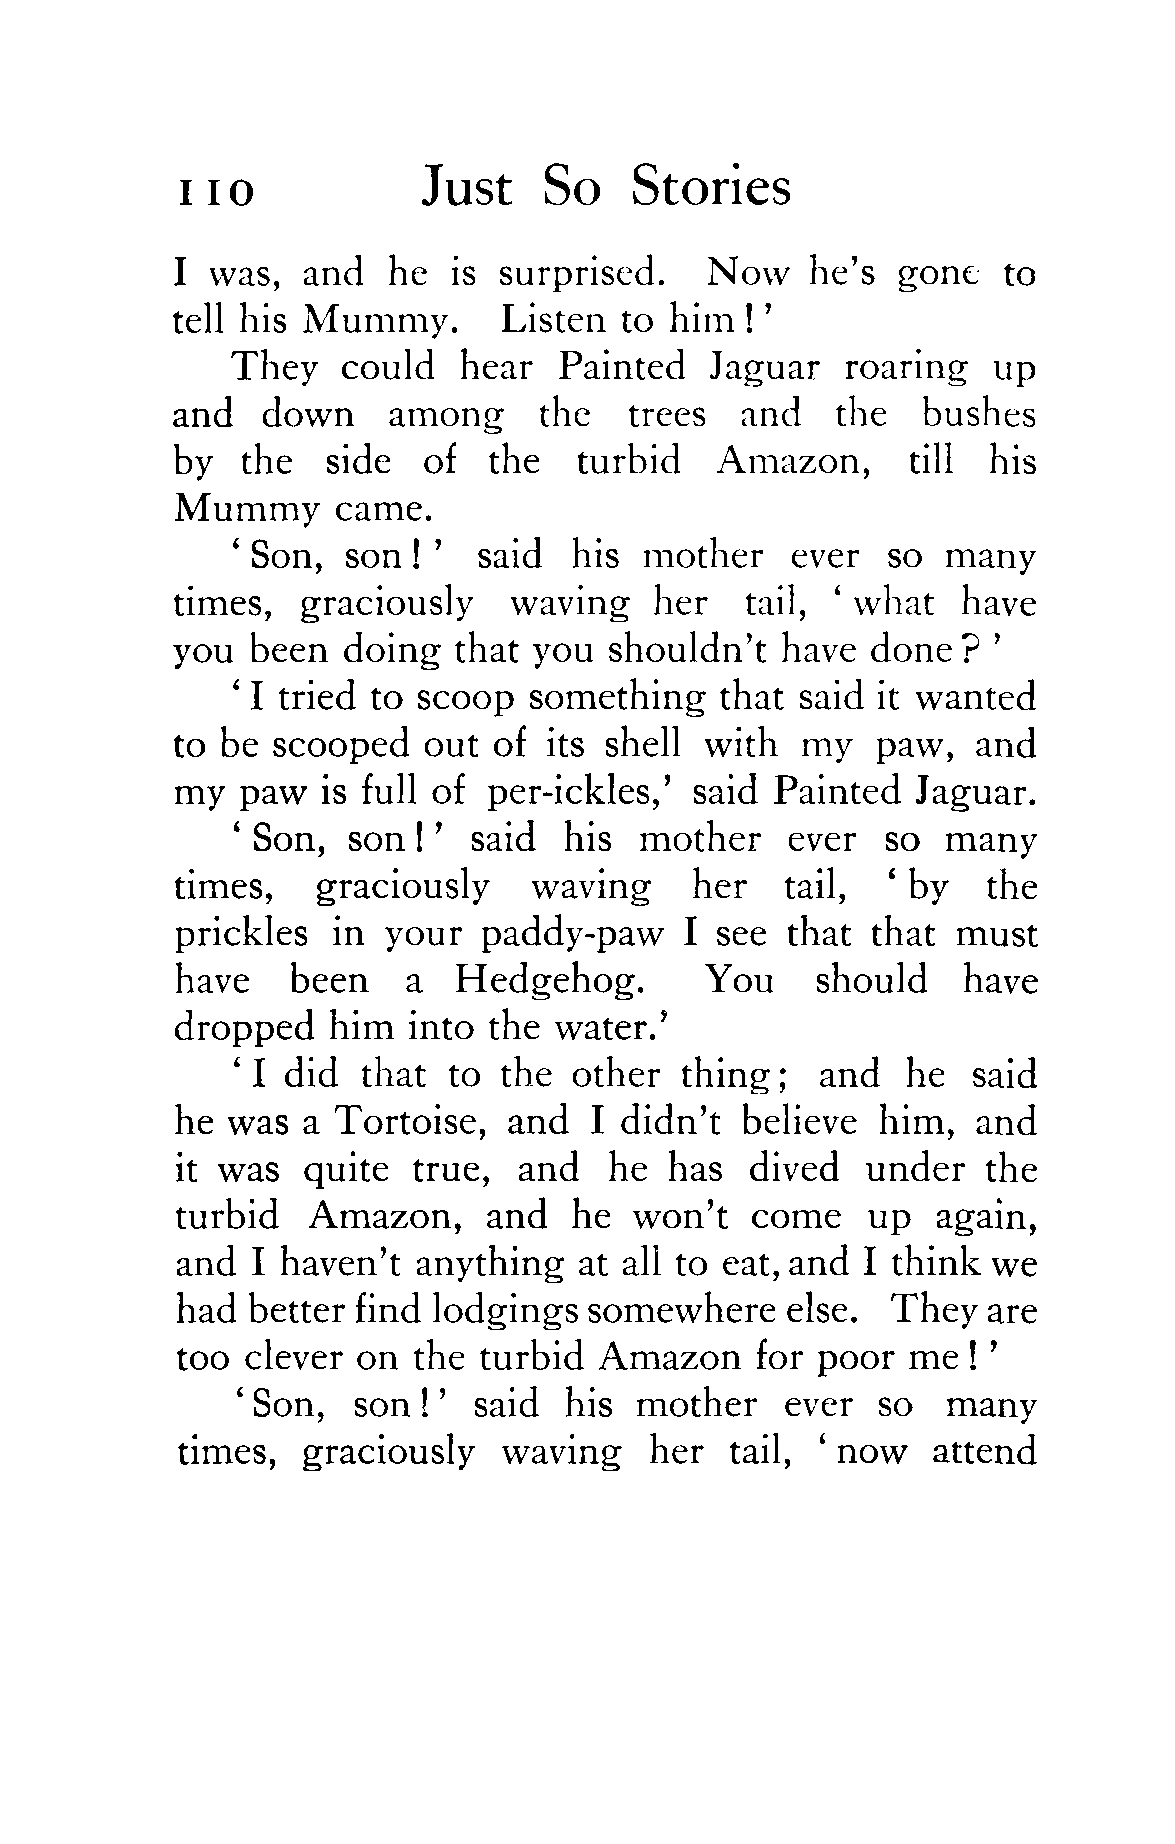 110 Just So Stories
I was, and he is surprised. Now he's gone to
tell his Mummy. Listen to him!'
They could hear Painted Jaguar roaring up
and down among the trees and the bushes
by the side of the turbid Amazon, till his
Mummy came.
'Son, son!' said his mother ever so many
times, graciously waving her tail, 'what have
you been doing that you shouldn't have done?'
'I tried to scoop something that said it wanted
to be scooped out of its shell with my paw, and
my paw is full of per-ickles,' said Painted Jaguar.
'Son, son!' said his mother ever so many
times, graciously waving her tail, 'by the
prickles in your paddy-paw I see that that must
have been a Hedgehog. You should have
dropped him into the water.'
'I did that to the other thing; and he said
he was a Tortoise, and I didn't believe him, and
it was quite true, and he has dived under the
turbid Amazon, and he won't come up again,
and I haven't anything at all to eat, and I think we
had better find lodgings somewhere else. They are
too clever on the turbid Amazon for poor me!'
'Son, son!' said his mother ever so many
times, graciously waving her tail, 'now attend